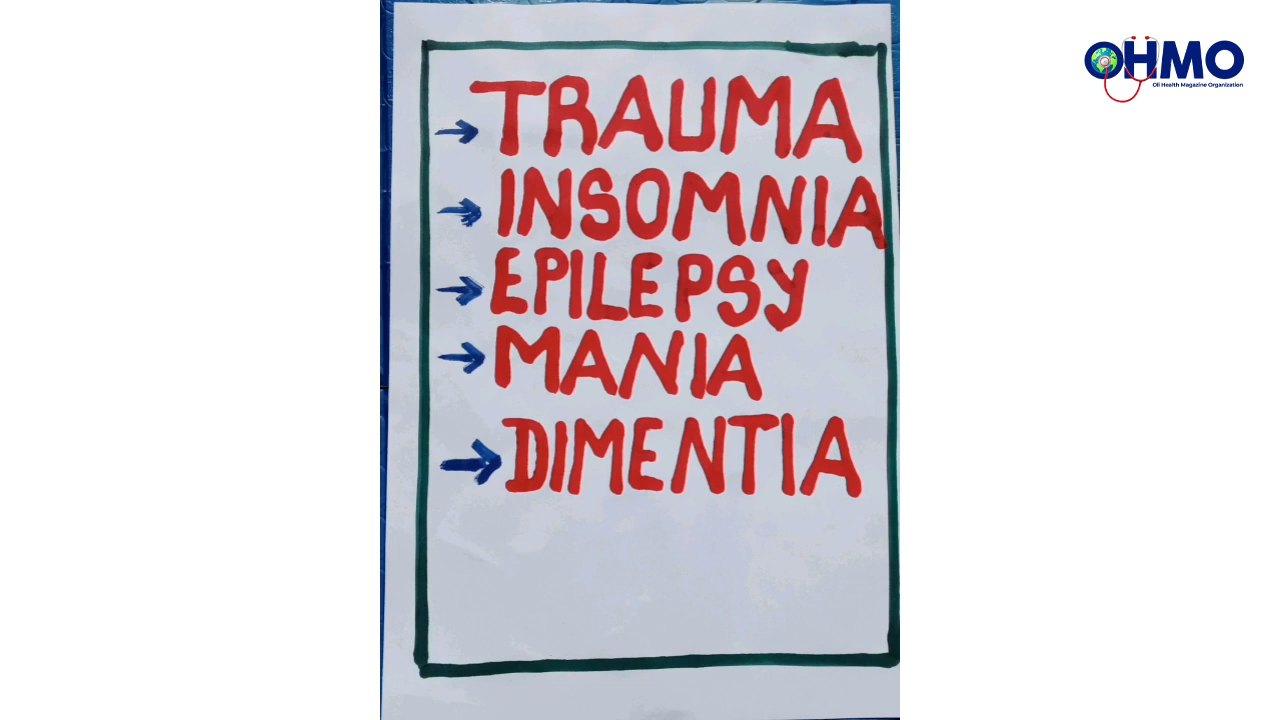 OHMO
Oli Health Magazine Organization
TRAUMA
INSOMNIA
EPILEPSY
MANIA
DIMENTIA